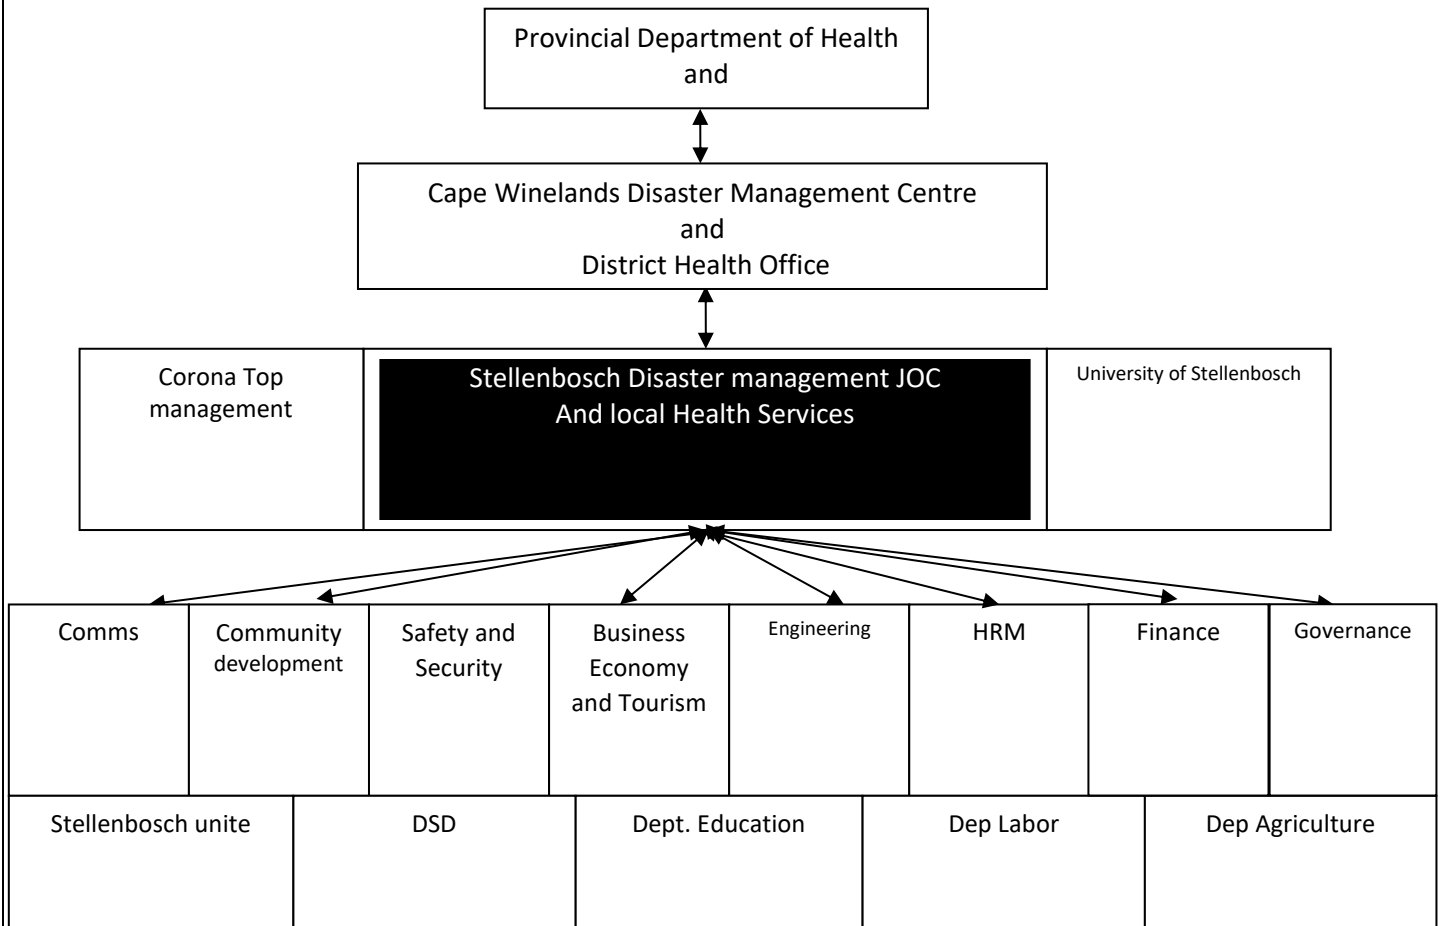 Provincial Department of Health
and
Cape Winelands Disaster Management Centre
and
District Health Office
Corona Top
management
Stellenbosch Disaster management JOC
And local Health Services
University of Stellenbosch
Comms
Community
development
Safety and
Security
Business
Economy
and Tourism
Engineering
HRM
Finance
Governance
Stellenbosch unite
DSD
Dept. Education
Dep Labor
Dep Agriculture